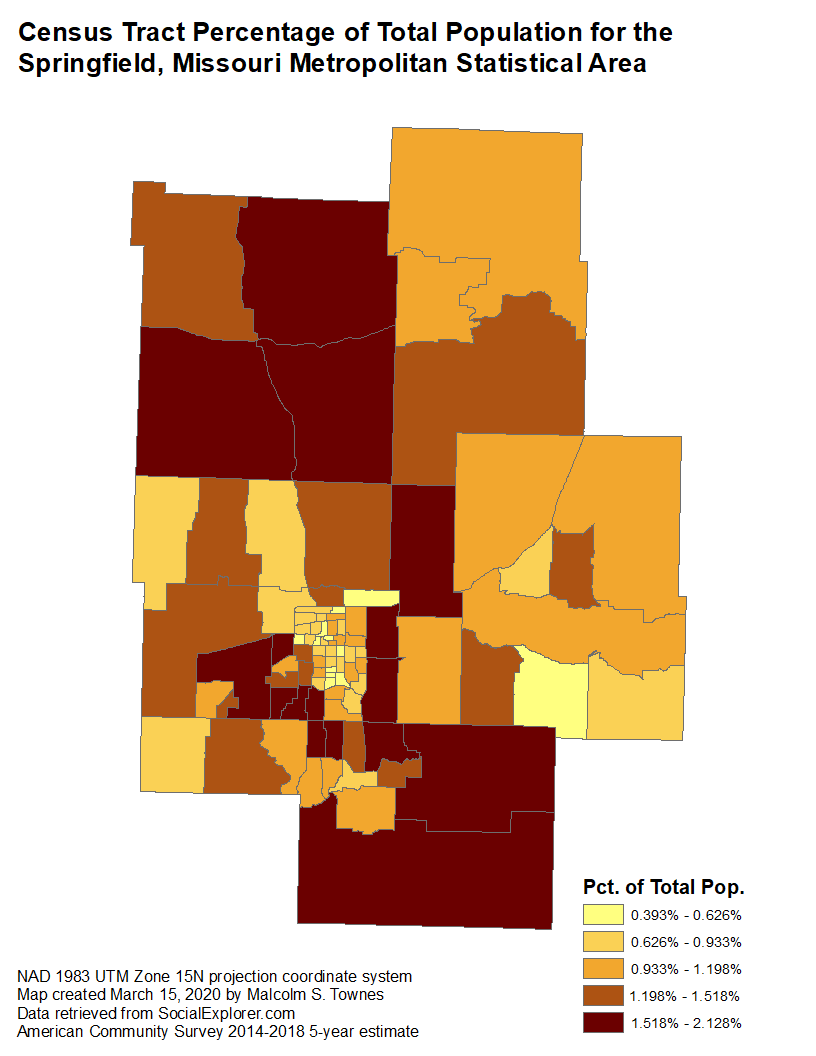 Census Tract Percentage of Total Population for the
Springfield, Missouri Metropolitan Statistical Area
Pct. of Total Pop.
0.393% - 0.626%
0.626% - 0.933%
0.933% - 1.198%
1.198% - 1.518%
1.518% - 2.128%
NAD 1983 UTM Zone 15N projection coordinate system
Map created March 15, 2020 by Malcolm S. Townes
Data retrieved from SocialExplorer.com
American Community Survey 2014-2018 5-year estimate